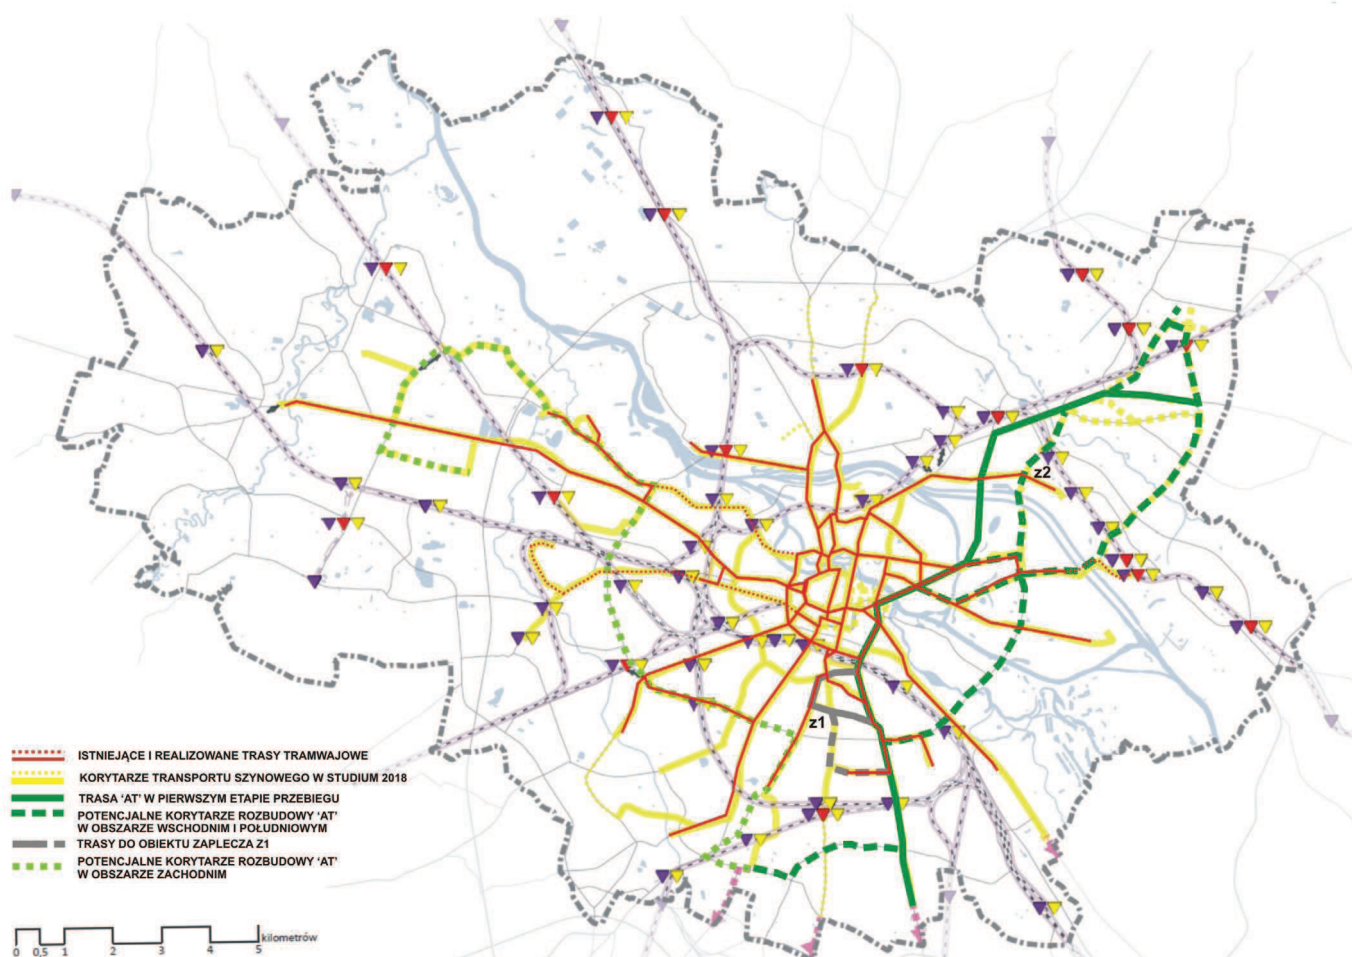 z2
z1
ISTNIEJĄCE I REALIZOWANE TRASY TRAMWAJOWE
KORYTARZE TRANSPORTU SZYNOWEGO W STUDIUM 2018
TRASA 'AT' W PIERWSZYM ETAPIE PRZEBIEGU
POTENCJALNE KORYTARZE ROZBUDOWY 'AT'
W OBSZARZE WSCHODNIM I POŁUDNIOWYM
TRASY DO OBIEKTU ZAPLECZA Z1
POTENCJALNE KORYTARZE ROZBUDOWY 'AT'
W OBSZARZE ZACHODNIM
kilometrów
0 0,5 1 2 3 4 5